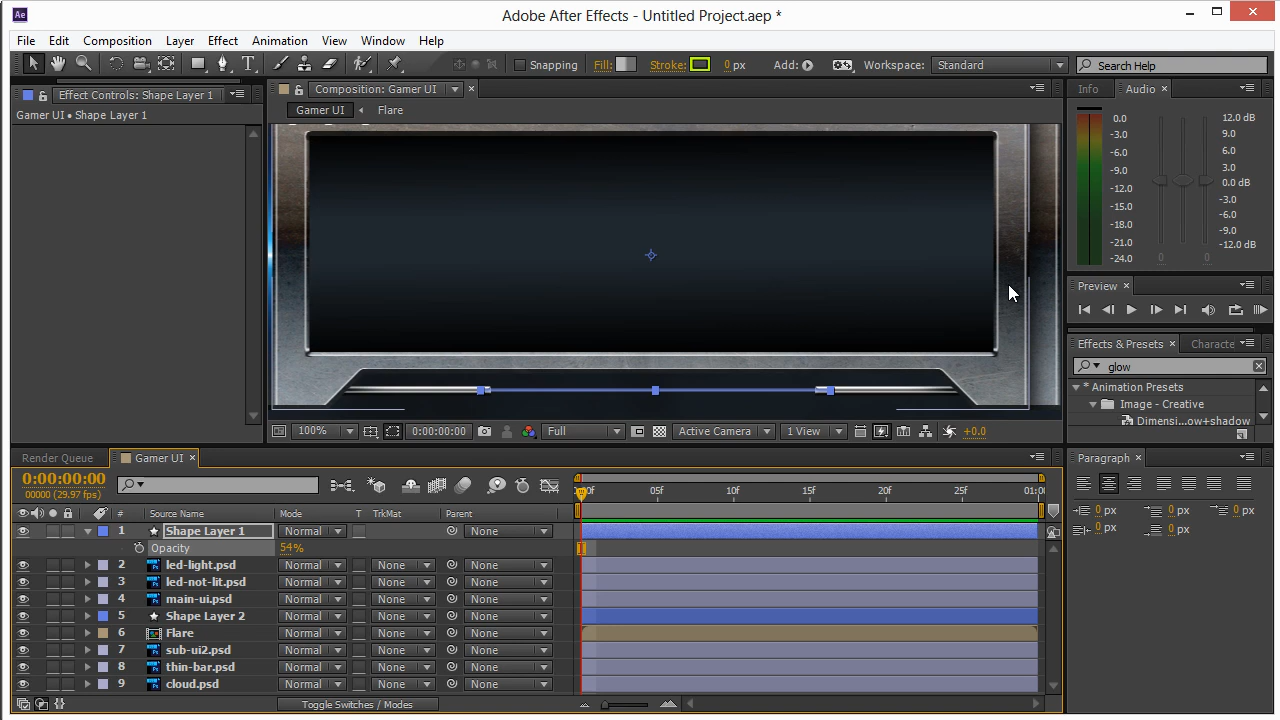 Ae Adobe After Effects - Untitled Project.aep *
File Edit Composition Layer Effect Animation View Window Help
T Snapping Fill: Stroke: 0 px Add: Workspace: Standard Search Help
Effect Controls: Shape Layer 1
Gamer UI • Shape Layer 1
Composition: Gamer UI
Gamer UI Flare
100% 0:00:00:00 Full Active Camera 1 View +0.0
Info Audio
0.0 12.0 dB
-3.0 9.0
-6.0 6.0
-9.0 3.0
-12.0 0.0 dB
-15.0 -3.0
-18.0 -6.0
-21.0 -9.0
-24.0 0 0 -12.0 dB
Preview
Effects & Presets Characte
glow
* Animation Presets
Image - Creative
Dimensi...ow+shadow
Paragraph
0 px 0 px 0 px
0 px 0 px
Render Queue Gamer UI
0:00:00:00
00000 (29.97 fps)
05f 10f 15f 20f 25f 01:0
# Source Name Mode T TrkMat Parent
1 Shape Layer 1 Normal None
Opacity 54%
2 led-light.psd Normal None None
3 led-not-lit.psd Normal None None
4 main-ui.psd Normal None None
5 Shape Layer 2 Normal None None
6 Flare Normal None None
7 sub-ui2.psd Normal None None
8 thin-bar.psd Normal None None
9 cloud.psd Normal None None
Toggle Switches / Modes